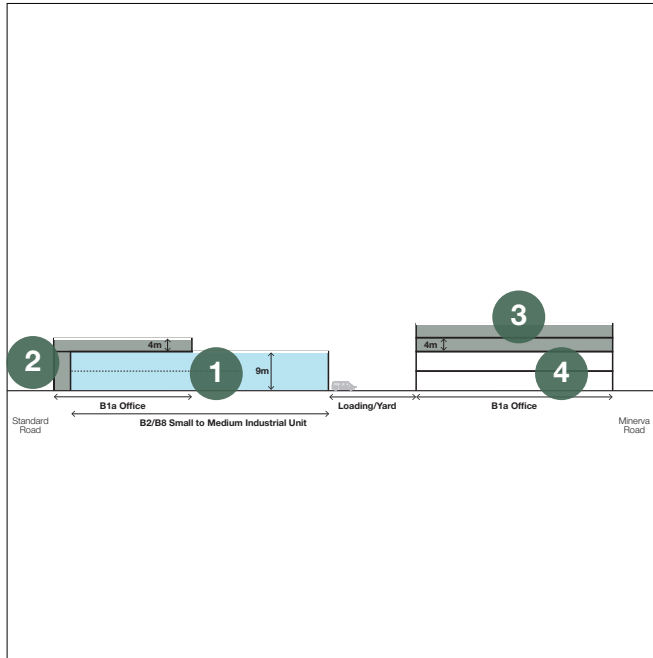 3
4m
4m
2
1
9m
4
B1a Office
Loading/Yard
B1a Office
Standard
Road
B2/B8 Small to Medium Industrial Unit
Minerva
Road